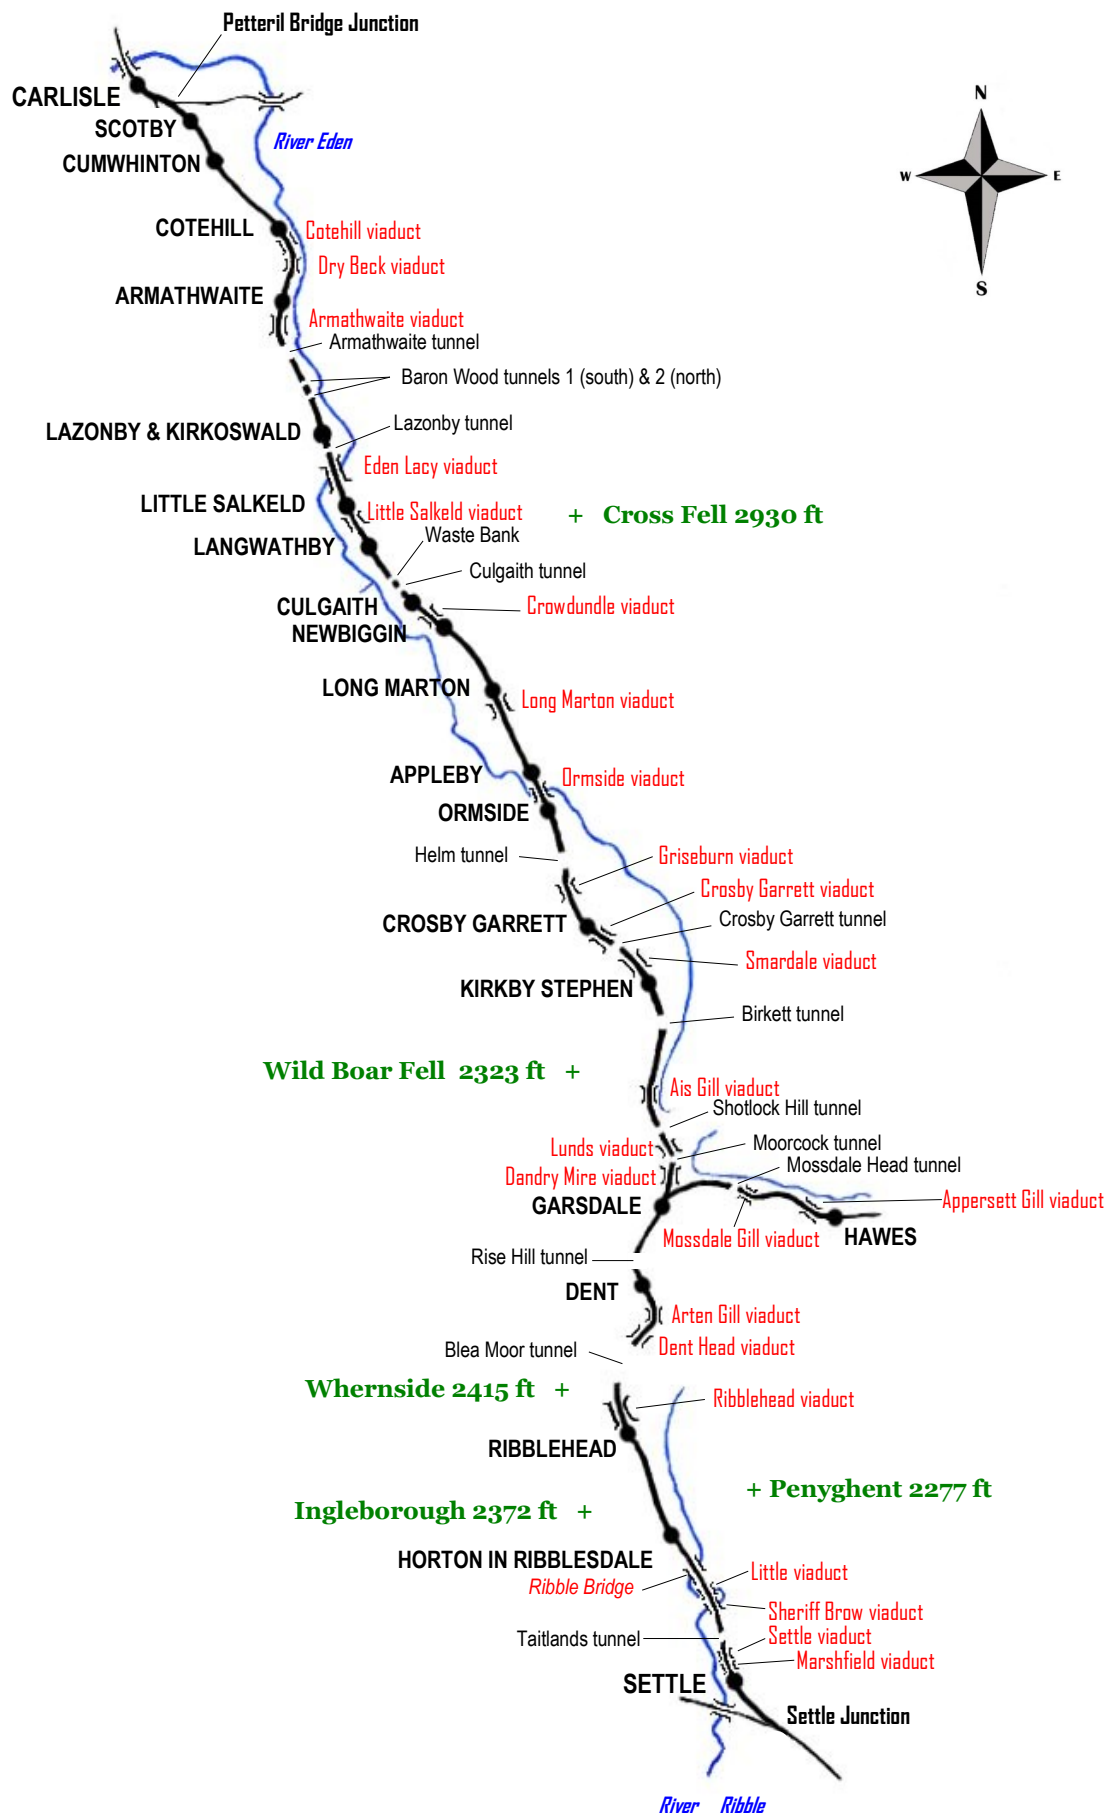 Petteril Bridge Junction
N
CARLISLE
SCOTBY
River Eden
CUMWHINTON
W
E
COTEHILL
Cotehill viaduct
Dry Beck viaduct
S
ARMATHWAITE
Armathwaite viaduct
Armathwaite tunnel
Baron Wood tunnels 1 (south) & 2 (north)
Lazonby tunnel
LAZONBY & KIRKOSWALD
Eden Lacy viaduct
LITTLE SALKELD
Little Salkeld viaduct
+ Cross Fell 2930 ft
Waste Bank
LANGWATHBY
Culgaith tunnel
CULGAITH
Crowdundle viaduct
NEWBIGGIN
LONG MARTON
Long Marton viaduct
APPLEBY
Ormside viaduct
ORMSIDE
Helm tunnel
Griseburn viaduct
Crosby Garrett viaduct
CROSBY GARRETT
Crosby Garrett tunnel
Smardale viaduct
KIRKBY STEPHEN
Birkett tunnel
Wild Boar Fell 2323 ft +
Ais Gill viaduct
Shotlock Hill tunnel
Lunds viaduct
Moorcock tunnel
Mossdale Head tunnel
Dandry Mire viaduct
GARSDALE
Appersett Gill viaduct
Mossdale Gill viaduct
HAWES
Rise Hill tunnel
DENT
Arten Gill viaduct
Dent Head viaduct
Blea Moor tunnel
Whernside 2415 ft +
Ribblehead viaduct
RIBBLEHEAD
+ Penyghent 2277 ft
Ingleborough 2372 ft +
HORTON IN RIBBLESDALE
Little viaduct
Ribble Bridge
Sheriff Brow viaduct
Taitlands tunnel
Settle viaduct
Marshfield viaduct
SETTLE
Settle Junction
River Ribble